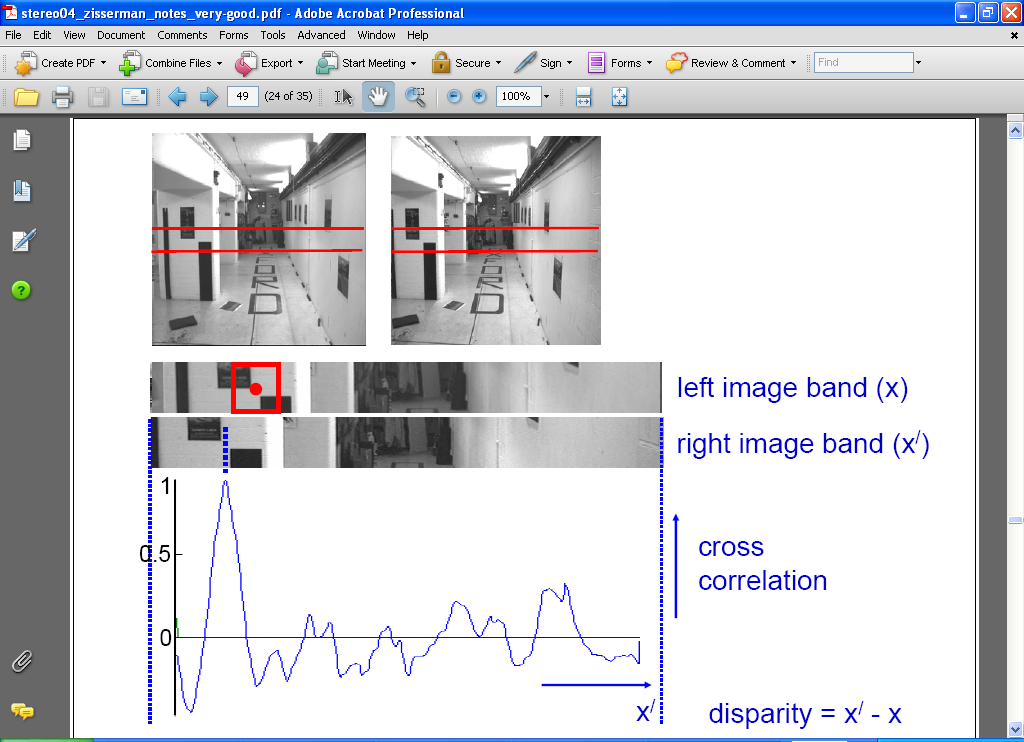 stereo04_zisserman_notes_very-good.pdf - Adobe Acrobat Professional
File Edit View Document Comments Forms Tools Advanced Window Help
Create PDF Combine Files Export Start Meeting Secure Sign Forms Review & Comment Find
49 (24 of 35) 100%
left image band (x)
right image band (x/)
1
0.5
0
cross
correlation
x/
disparity = x/ - x